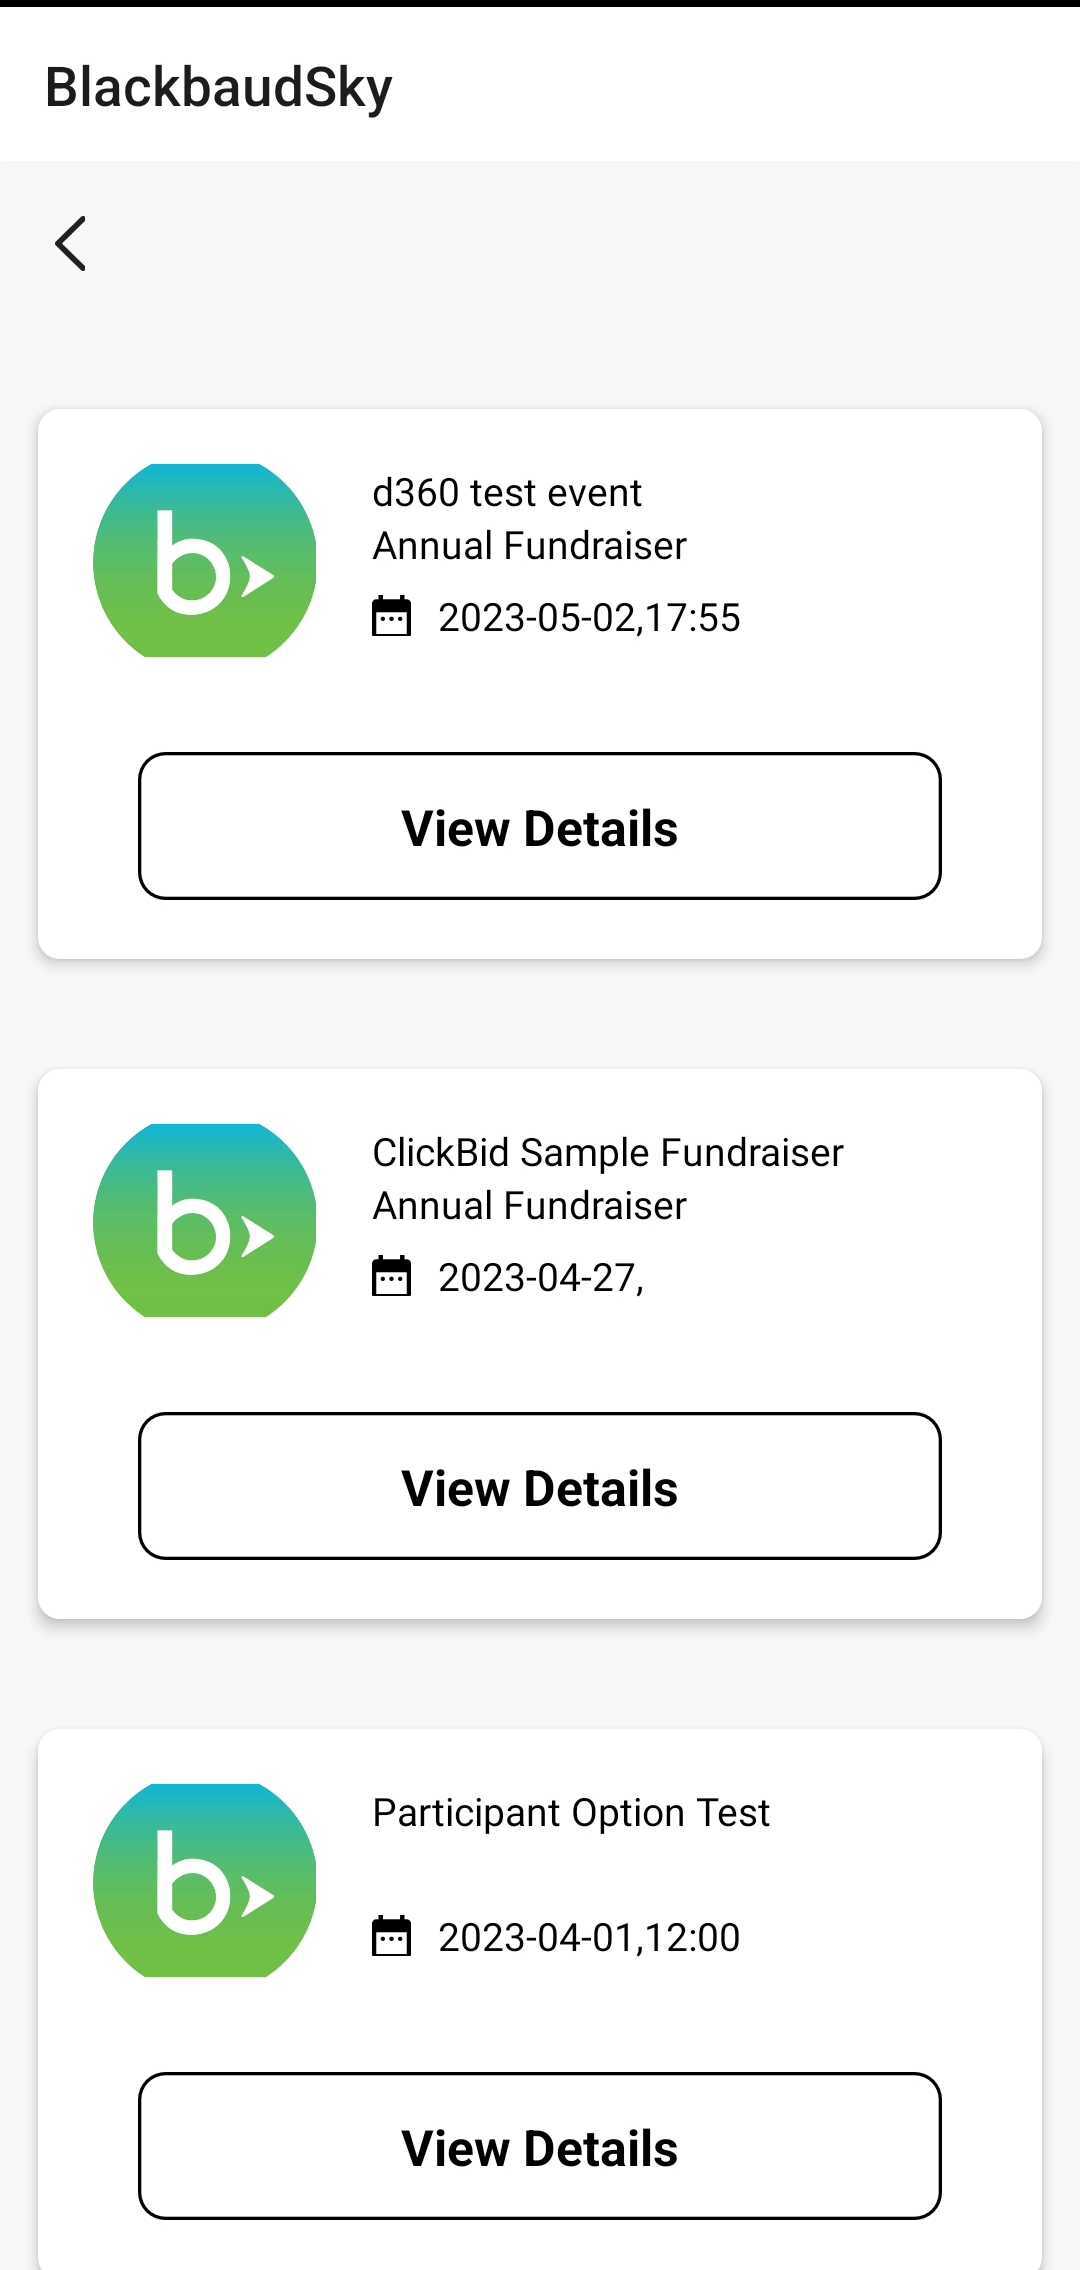 BlackbaudSky
b
d360 test event
Annual Fundraiser
2023-05-02,17:55
View Details
b
ClickBid Sample Fundraiser
Annual Fundraiser
2023-04-27,
View Details
b
Participant Option Test
2023-04-01,12:00
View Details